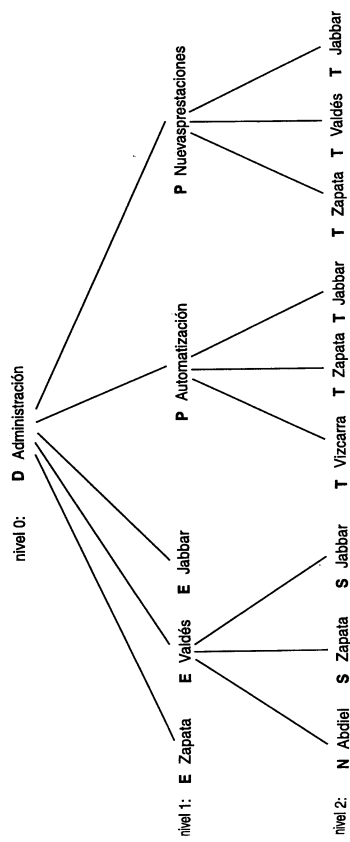 nivel 0: D Administración
nivel 1: E Zapata E Valdés E Jabbar P Automatización P Nuevasprestaciones
nivel 2: N Abdiel S Zapata S Jabbar T Vizcarra T Zapata T Jabbar T Zapata T Valdés T Jabbar